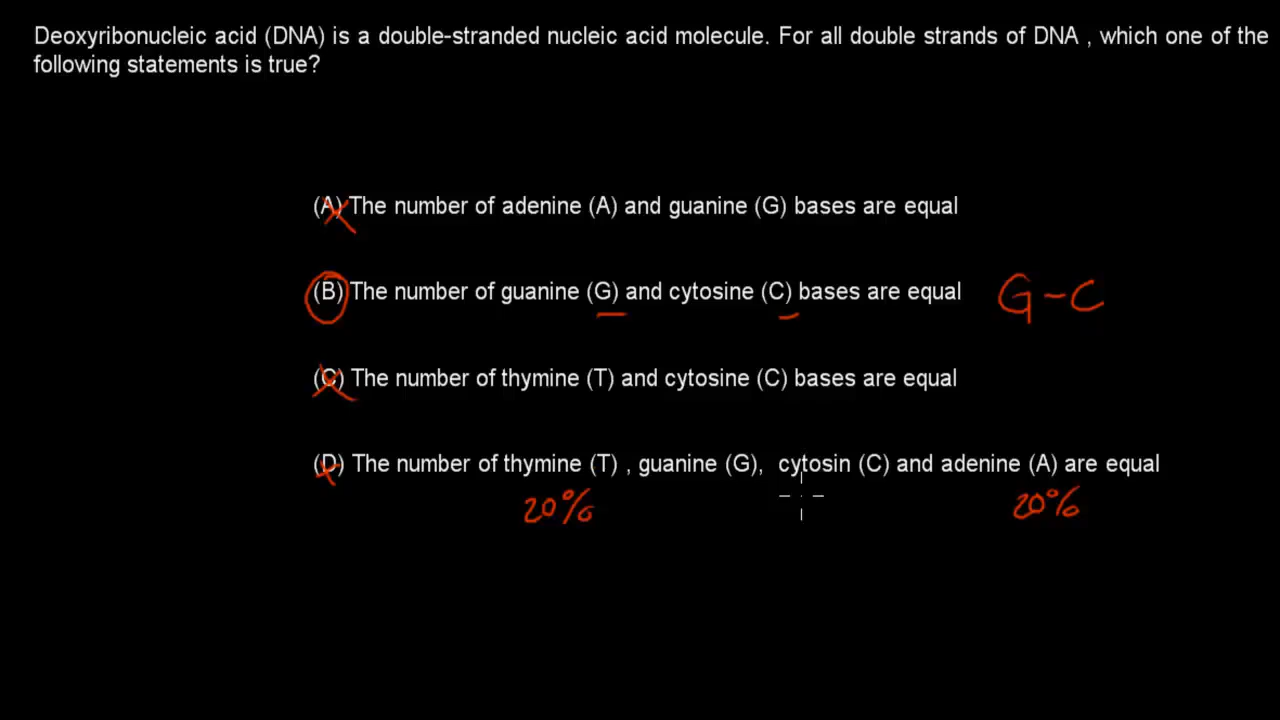 Deoxyribonucleic acid (DNA) is a double-stranded nucleic acid molecule. For all double strands of DNA , which one of the
following statements is true?
(A) The number of adenine (A) and guanine (G) bases are equal
(B) The number of guanine (G) and cytosine (C) bases are equal G-C
(C) The number of thymine (T) and cytosine (C) bases are equal
(D) The number of thymine (T) , guanine (G), cytosin (C) and adenine (A) are equal
20% 20%